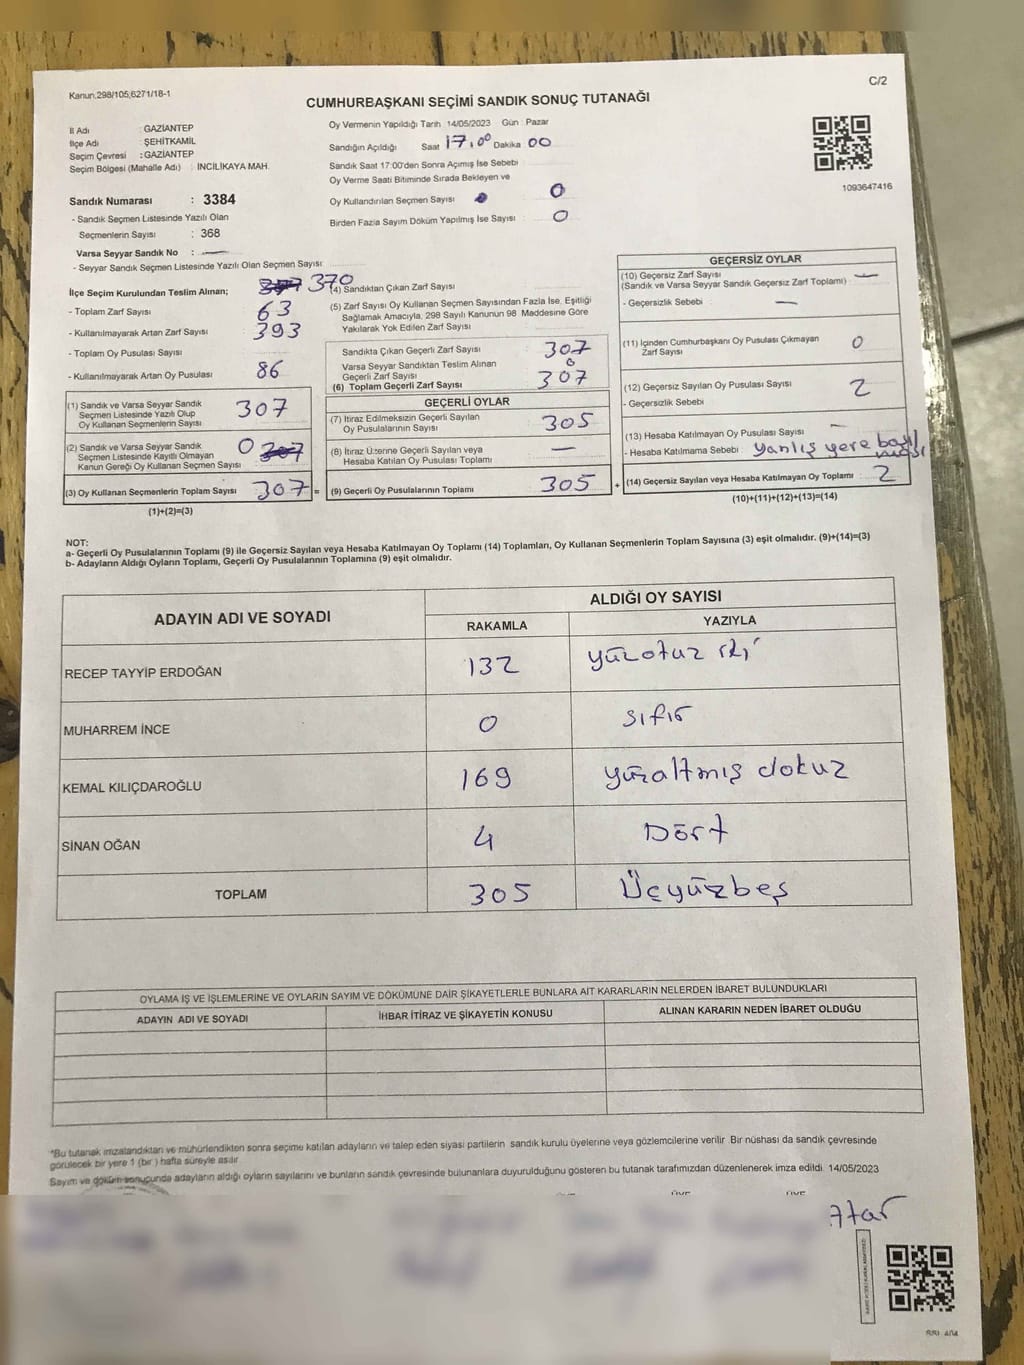 Kanun:298/105;6271/18-1
C/2
CUMHURBAŞKANI SEÇİMİ SANDIK SONUÇ TUTANAĞI
İl Adı : GAZİANTEP
İlçe Adı : ŞEHİTKAMİL
Seçim Çevresi : GAZİANTEP
Seçim Bölgesi (Mahalle Adı) : İNCİLİKAYA MAH.
Sandık Numarası : 3384
- Sandık Seçmen Listesinde Yazılı Olan
Seçmenlerin Sayısı : 368
Varsa Seyyar Sandık No : —
- Seyyar Sandık Seçmen Listesinde Yazılı Olan Seçmen Sayısı
Oy Vermenin Yapıldığı Tarih : 14/05/2023 Gün : Pazar
Sandığın Açıldığı Saat 17.00 Dakika 00
Sandık Saat 17:00'den Sonra Açımış İse Sebebi
Oy Verme Saati Bitiminde Sırada Bekleyen ve
Oy Kullandırılan Seçmen Sayısı 0
Birden Fazla Sayım Döküm Yapılmış İse Sayısı : 0
1093647416
İlçe Seçim Kurulundan Teslim Alınan; 370
- Toplam Zarf Sayısı 63
- Kullanılmayarak Artan Zarf Sayısı 393
- Toplam Oy Pusulası Sayısı
- Kullanılmayarak Artan Oy Pusulası 86
(1) Sandık ve Varsa Seyyar Sandık
Seçmen Listesinde Yazılı Olup
Oy Kullanan Seçmenlerin Sayısı 307
(2) Sandık ve Varsa Seyyar Sandık
Seçmen Listesinde Kayıtlı Olmayan
Kanun Gereği Oy Kullanan Seçmen Sayısı 0
(3) Oy Kullanan Seçmenlerin Toplam Sayısı 307 =
(1)+(2)=(3)
(4) Sandıktan Çıkan Zarf Sayısı
(5) Zarf Sayısı Oy Kullanan Seçmen Sayısından Fazla İse, Eşitliği
Sağlamak Amacıyla, 298 Sayılı Kanunun 98. Maddesine Göre
Yakılarak Yok Edilen Zarf Sayısı
Sandıkta Çıkan Geçerli Zarf Sayısı 307
Varsa Seyyar Sandıktan Teslim Alınan
Geçerli Zarf Sayısı 0
(6) Toplam Geçerli Zarf Sayısı 307
GEÇERLİ OYLAR
(7) İtiraz Edilmeksizin Geçerli Sayılan
Oy Pusulalarının Sayısı 305
(8) İtiraz Üzerine Geçerli Sayılan veya
Hesaba Katılan Oy Pusulası Toplamı —
(9) Geçerli Oy Pusulalarının Toplamı 305 +
GEÇERSİZ OYLAR
(10) Geçersiz Zarf Sayısı
(Sandık ve Varsa Seyyar Sandık Geçersiz Zarf Toplamı) —
- Geçersizlik Sebebi : —
(11) İçinden Cumhurbaşkanı Oy Pusulası Çıkmayan
Zarf Sayısı 0
(12) Geçersiz Sayılan Oy Pusulası Sayısı 2
- Geçersizlik Sebebi
(13) Hesaba Katılmayan Oy Pusulası Sayısı —
- Hesaba Katılmama Sebebi : yanlış yere
(14) Geçersiz Sayılan veya Hesaba Katılmayan Oy Toplamı 2
(10)+(11)+(12)+(13)=(14)
NOT:
a- Geçerli Oy Pusulalarının Toplamı (9) ile Geçersiz Sayılan veya Hesaba Katılmayan Oy Toplamı (14) Toplamları, Oy Kullanan Seçmenlerin Toplam Sayısına (3) eşit olmalıdır. (9)+(14)=(3)
b- Adayların Aldığı Oyların Toplamı, Geçerli Oy Pusulalarının Toplamına (9) eşit olmalıdır.
ADAYIN ADI VE SOYADI ALDIĞI OY SAYISI
RAKAMLA YAZIYLA
RECEP TAYYİP ERDOĞAN 132 yüzotuz iki
MUHARREM İNCE 0 sıfır
KEMAL KILIÇDAROĞLU 169 yüzaltmış dokuz
SİNAN OĞAN 4 Dört
TOPLAM 305 Üçyüzbeş
OYLAMA İŞ VE İŞLEMLERİNE VE OYLARIN SAYIM VE DÖKÜMÜNE DAİR ŞİKAYETLERLE BUNLARA AİT KARARLARIN NELERDEN İBARET BULUNDUKLARI
ADAYIN ADI VE SOYADI İHBAR İTİRAZ VE ŞİKAYETİN KONUSU ALINAN KARARIN NEDEN İBARET OLDUĞU
*Bu tutanak imzalandıktan ve mühürlendikten sonra seçime katılan adayların ve talep eden siyasi partilerin sandık kurulu üyelerine veya gözlemcilerine verilir. Bir nüshası da sandık çevresinde
görülecek bir yere 1 (bir) hafta süreyle asılır.
Sayım ve döküm sonucunda adayların aldığı oyların sayılarını ve bunların sandık çevresinde bulunanlara duyurulduğunu gösteren bu tutanak tarafımızdan düzenlenerek imza edildi. 14/05/2023
ÜYE ÜYE ÜYE
Atar